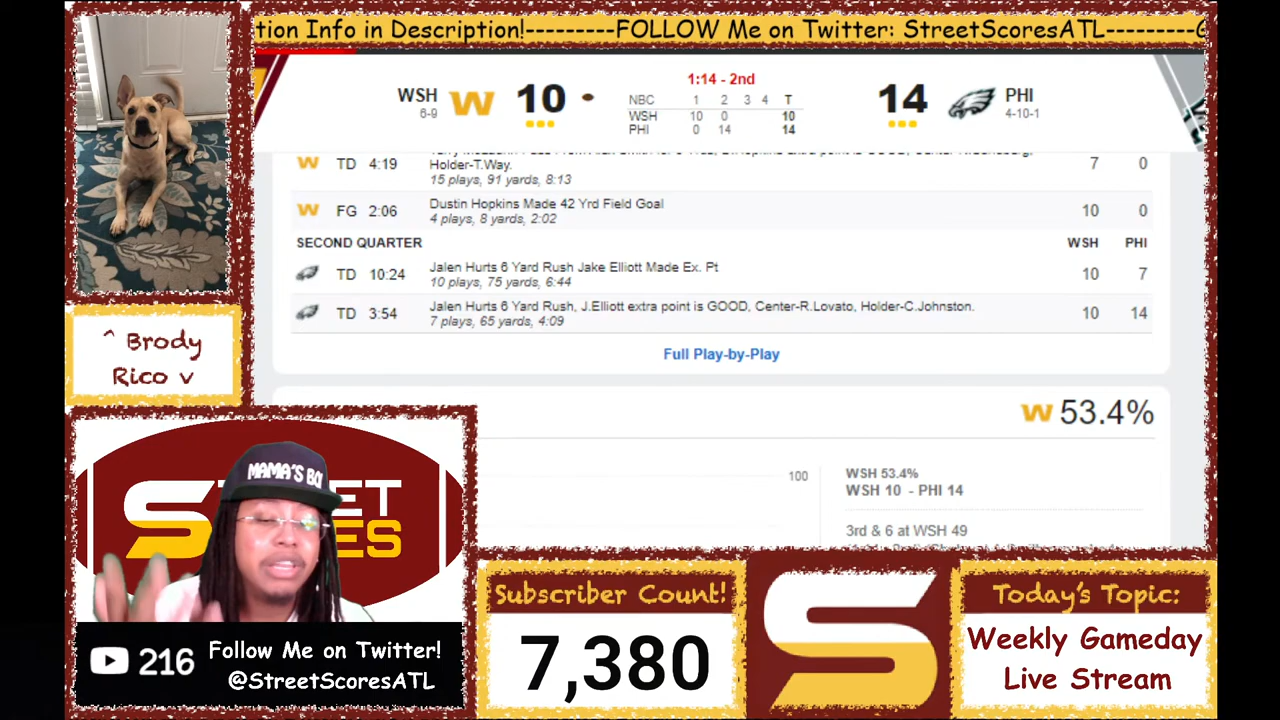 tion Info in Description!---------FOLLOW Me on Twitter: StreetScoresATL---------
WSH
6-9
W
10
1:14 - 2nd
NBC 1 2 3 4 T
WSH 10 0 10
PHI 0 14 14
14
PHI
4-10-1
W TD 4:19
Holder-T.Way.
15 plays, 91 yards, 8:13
7 0
W FG 2:06
Dustin Hopkins Made 42 Yrd Field Goal
4 plays, 8 yards, 2:02
10 0
SECOND QUARTER WSH PHI
TD 10:24
Jalen Hurts 6 Yard Rush Jake Elliott Made Ex. Pt
10 plays, 75 yards, 6:44
10 7
TD 3:54
Jalen Hurts 6 Yard Rush, J.Elliott extra point is GOOD, Center-R.Lovato, Holder-C.Johnston.
7 plays, 65 yards, 4:09
10 14
Full Play-by-Play
W 53.4%
100
WSH 53.4%
WSH 10 - PHI 14
3rd & 6 at WSH 49
^ Brody
Rico v
MAMA'S BOY
216
Follow Me on Twitter!
@StreetScoresATL
Subscriber Count!
7,380
S
Today's Topic:
Weekly Gameday
Live Stream